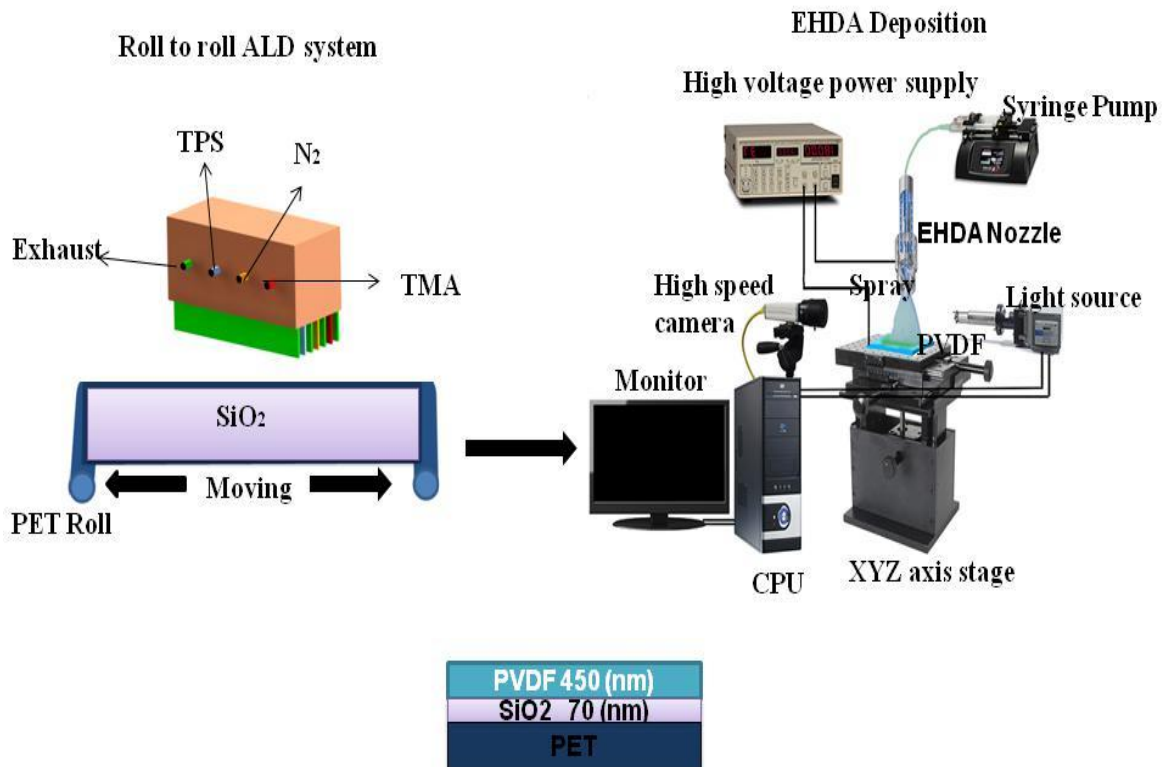 Roll to roll ALD system
TPS
N₂
Exhaust
TMA
SiO₂
Moving
PET Roll
EHDA Deposition
High voltage power supply
Syringe Pump
EHDA Nozzle
High speed
camera
Spray
Light source
PVDF
Monitor
CPU
XYZ axis stage
PVDF 450 (nm)
SiO2 70 (nm)
PET